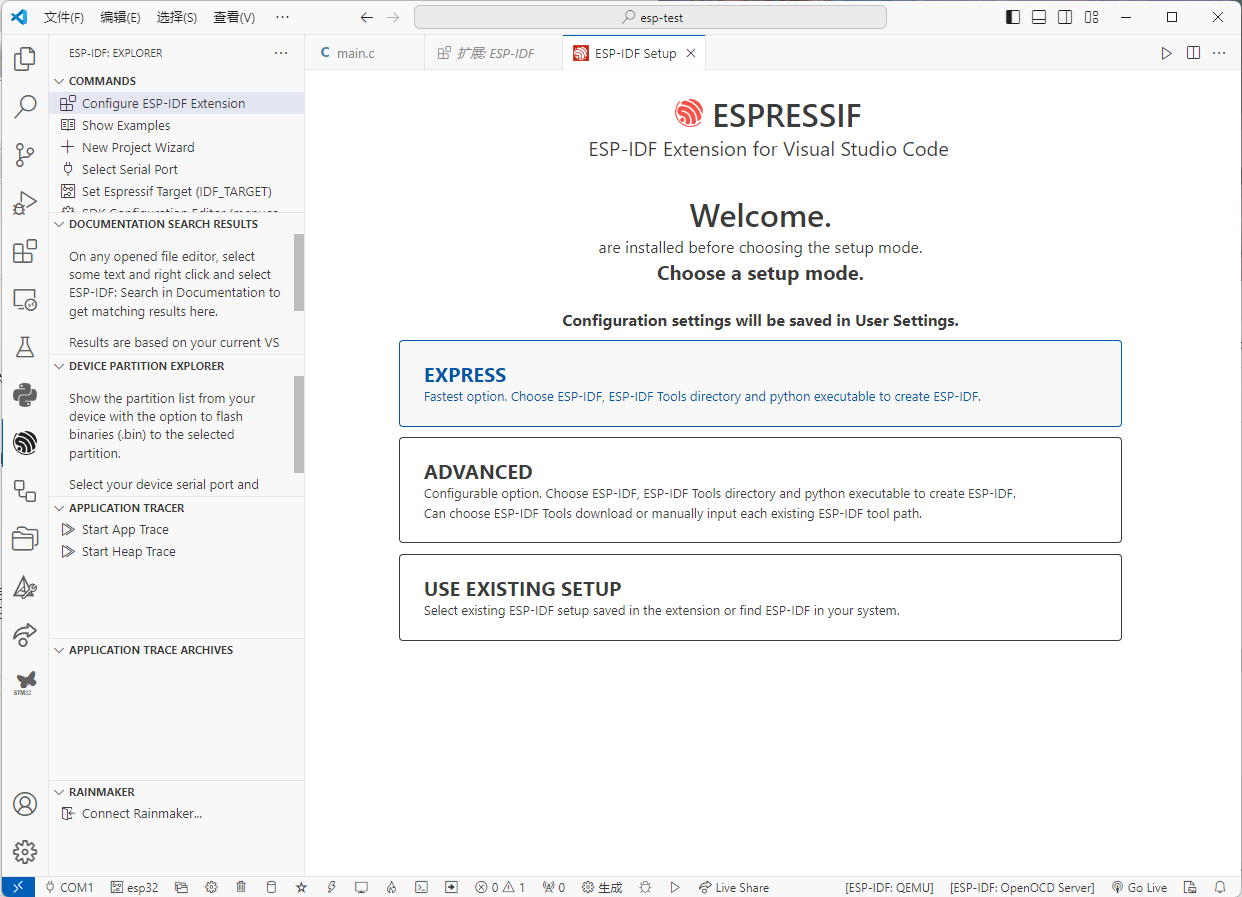 文件(F) 编辑(E) 选择(S) 查看(V) ··· esp-test
ESP-IDF: EXPLORER ···
COMMANDS
Configure ESP-IDF Extension
Show Examples
New Project Wizard
Select Serial Port
Set Espressif Target (IDF_TARGET)
SDK Configuration Editor (menuco
DOCUMENTATION SEARCH RESULTS
On any opened file editor, select
some text and right click and select
ESP-IDF: Search in Documentation to
get matching results here.
Results are based on your current VS
DEVICE PARTITION EXPLORER
Show the partition list from your
device with the option to flash
binaries (.bin) to the selected
partition.
Select your device serial port and
APPLICATION TRACER
Start App Trace
Start Heap Trace
APPLICATION TRACE ARCHIVES
RAINMAKER
Connect Rainmaker...
C main.c 扩展: ESP-IDF ESP-IDF Setup
ESPRESSIF
ESP-IDF Extension for Visual Studio Code
Welcome.
are installed before choosing the setup mode.
Choose a setup mode.
Configuration settings will be saved in User Settings.
EXPRESS
Fastest option. Choose ESP-IDF, ESP-IDF Tools directory and python executable to create ESP-IDF.
ADVANCED
Configurable option. Choose ESP-IDF, ESP-IDF Tools directory and python executable to create ESP-IDF.
Can choose ESP-IDF Tools download or manually input each existing ESP-IDF tool path.
USE EXISTING SETUP
Select existing ESP-IDF setup saved in the extension or find ESP-IDF in your system.
STM32
COM1 esp32 0 1 0 生成 Live Share [ESP-IDF: QEMU] [ESP-IDF: OpenOCD Server] Go Live